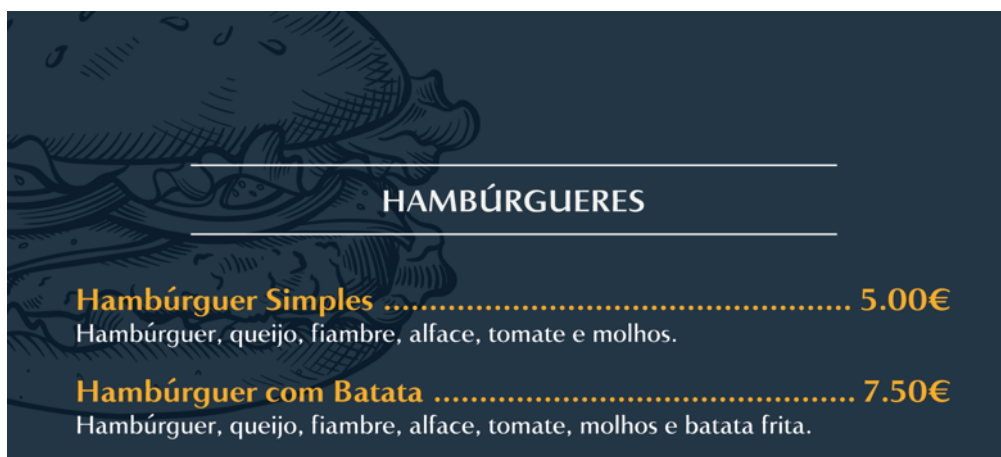 HAMBÚRGUERES
Hambúrguer Simples ................................................ 5.00€
Hambúrguer, queijo, fiambre, alface, tomate e molhos.
Hambúrguer com Batata ........................................... 7.50€
Hambúrguer, queijo, fiambre, alface, tomate, molhos e batata frita.